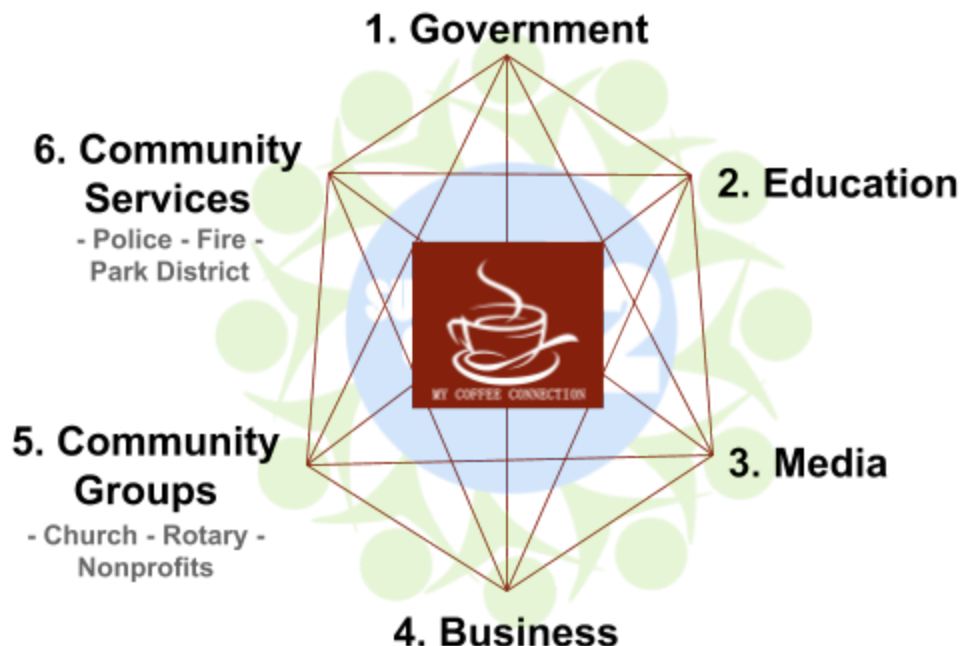 1. Government
6. Community
Services
- Police - Fire -
Park District
2. Education
MY COFFEE CONNECTION
5. Community
Groups
- Church - Rotary -
Nonprofits
3. Media
4. Business